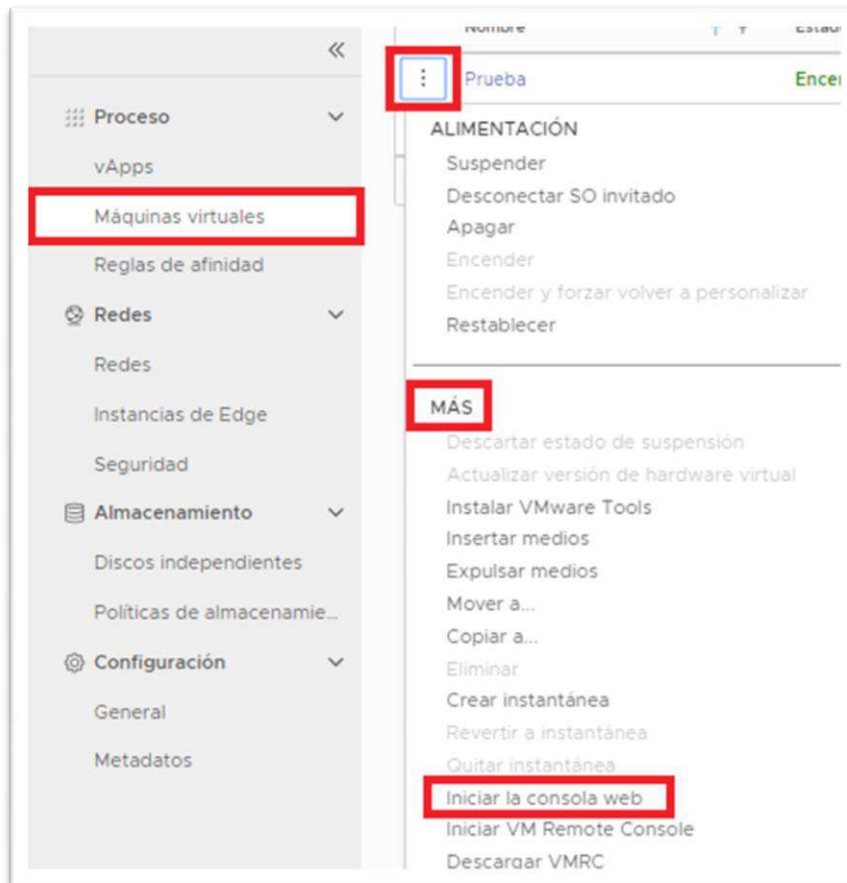 Nombre
Proceso
vApps
Máquinas virtuales
Reglas de afinidad
Redes
Redes
Instancias de Edge
Seguridad
Almacenamiento
Discos independientes
Políticas de almacenamie...
Configuración
General
Metadatos
Prueba
ALIMENTACIÓN
Suspender
Desconectar SO invitado
Apagar
Encender
Encender y forzar volver a personalizar
Restablecer
MÁS
Descartar estado de suspensión
Actualizar versión de hardware virtual
Instalar VMware Tools
Insertar medios
Expulsar medios
Mover a...
Copiar a...
Eliminar
Crear instantánea
Revertir a instantánea
Quitar instantánea
Iniciar la consola web
Iniciar VM Remote Console
Descargar VMRC